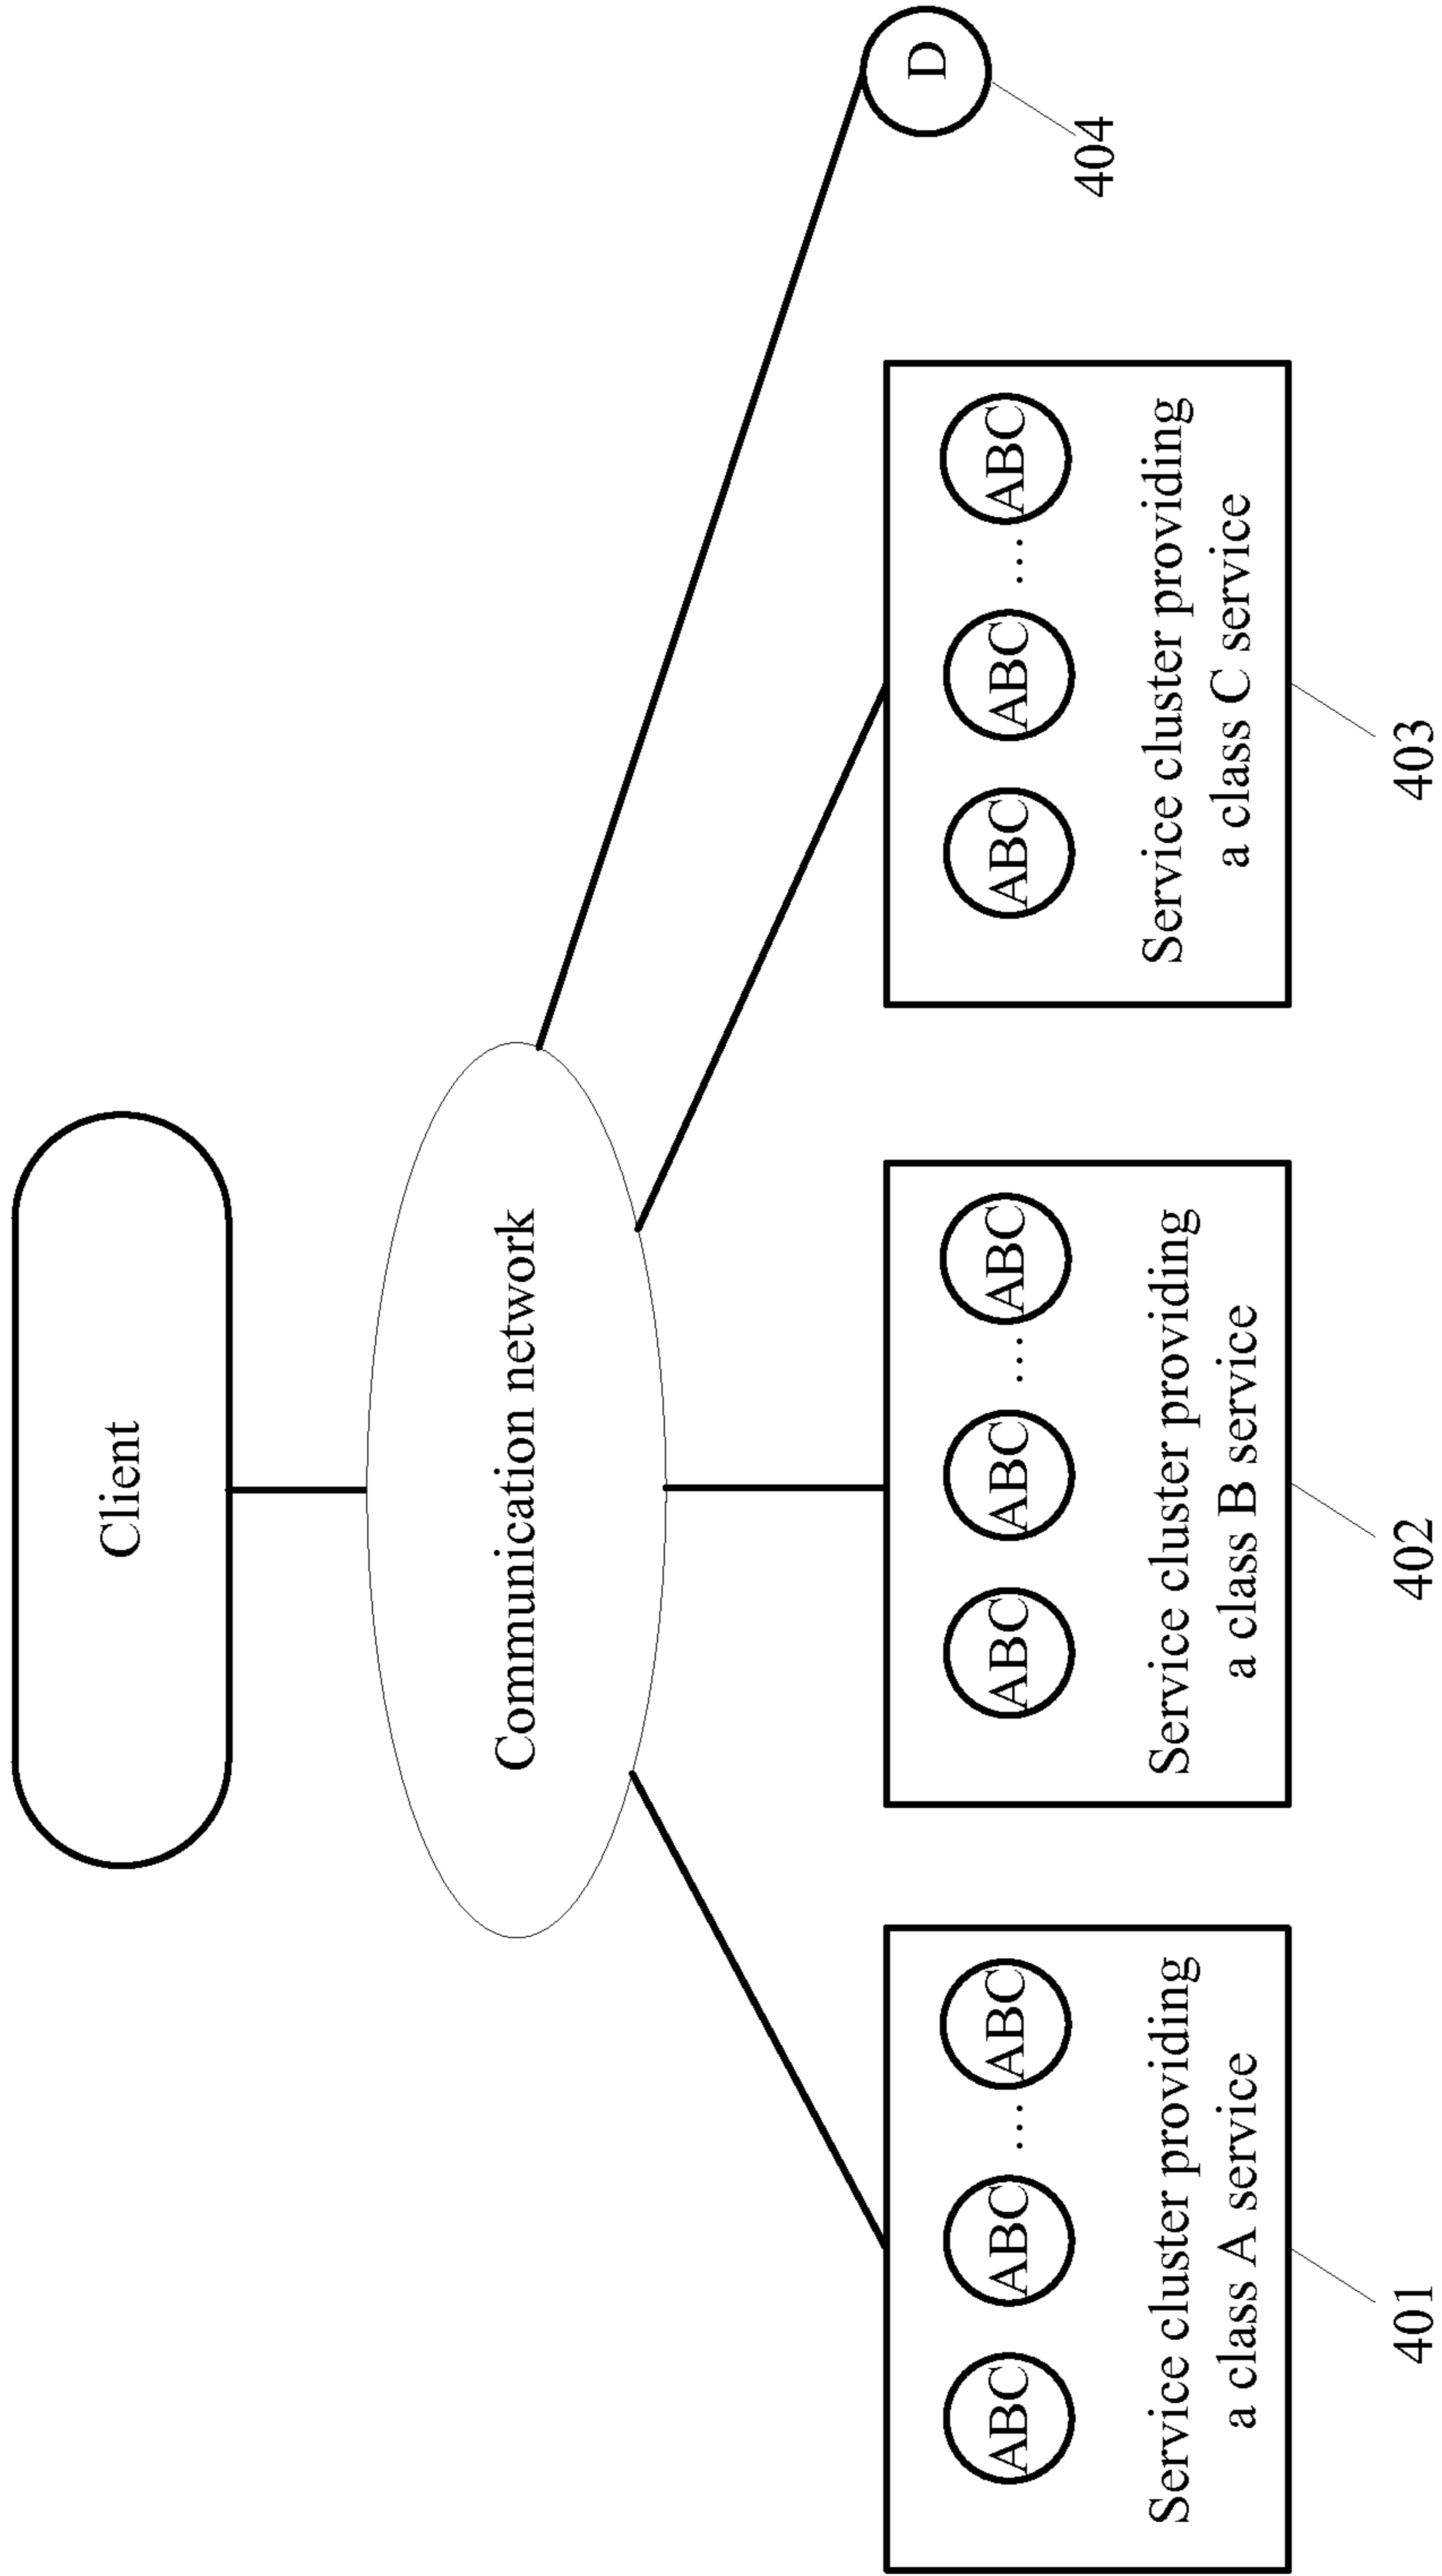 Client
Communication network
D
404
ABC ABC ... ABC
Service cluster providing
a class A service
401
ABC ABC ... ABC
Service cluster providing
a class B service
402
ABC ABC ... ABC
Service cluster providing
a class C service
403